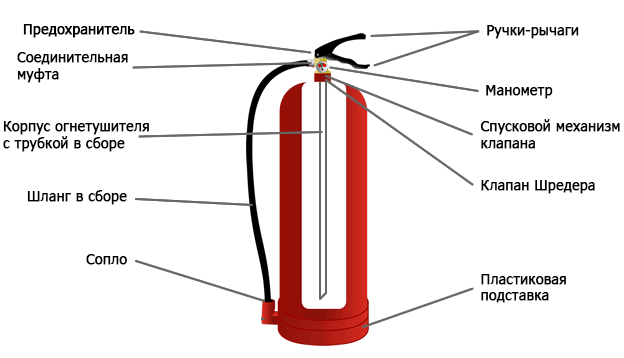 Предохранитель
Соединительная
муфта
Корпус огнетушителя
с трубкой в сборе
Шланг в сборе
Сопло
Ручки-рычаги
Манометр
Спусковой механизм
клапана
Клапан Шредера
Пластиковая
подставка